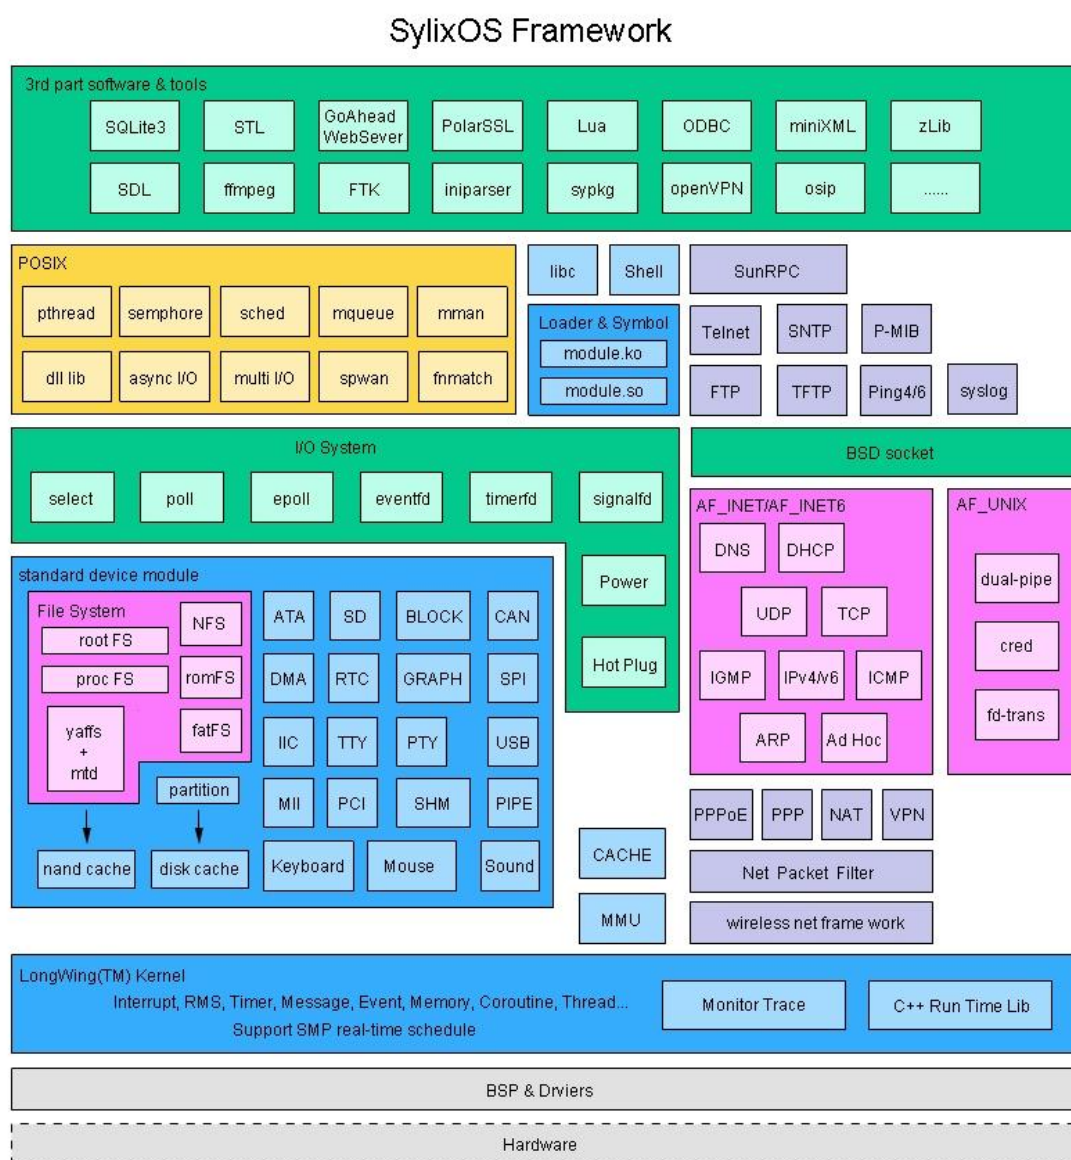 SylixOS Framework
3rd part software & tools
SQLite3
STL
GoAhead
WebSever
PolarSSL
Lua
ODBC
miniXML
zLib
SDL
ffmpeg
FTK
iniparser
sypkg
openVPN
osip
......
POSIX
pthread
semphore
sched
mqueue
mman
dll lib
async I/O
multi I/O
spwan
fnmatch
libc
Shell
Loader & Symbol
module.ko
module.so
SunRPC
Telnet
SNTP
P-MIB
FTP
TFTP
Ping4/6
syslog
I/O System
select
poll
epoll
eventfd
timerfd
signalfd
Power
Hot Plug
BSD socket
AF_INET/AF_INET6
DNS
DHCP
UDP
TCP
IGMP
IPv4/v6
ICMP
ARP
Ad Hoc
AF_UNIX
dual-pipe
cred
fd-trans
standard device module
File System
root FS
proc FS
yaffs
+
mtd
NFS
romFS
fatFS
partition
nand cache
disk cache
ATA
SD
BLOCK
CAN
DMA
RTC
GRAPH
SPI
IIC
TTY
PTY
USB
MII
PCI
SHM
PIPE
Keyboard
Mouse
Sound
CACHE
MMU
PPPoE
PPP
NAT
VPN
Net Packet Filter
wireless net frame work
LongWing(TM) Kernel
Interrupt, RMS, Timer, Message, Event, Memory, Coroutine, Thread...
Support SMP real-time schedule
Monitor Trace
C++ Run Time Lib
BSP & Drviers
Hardware